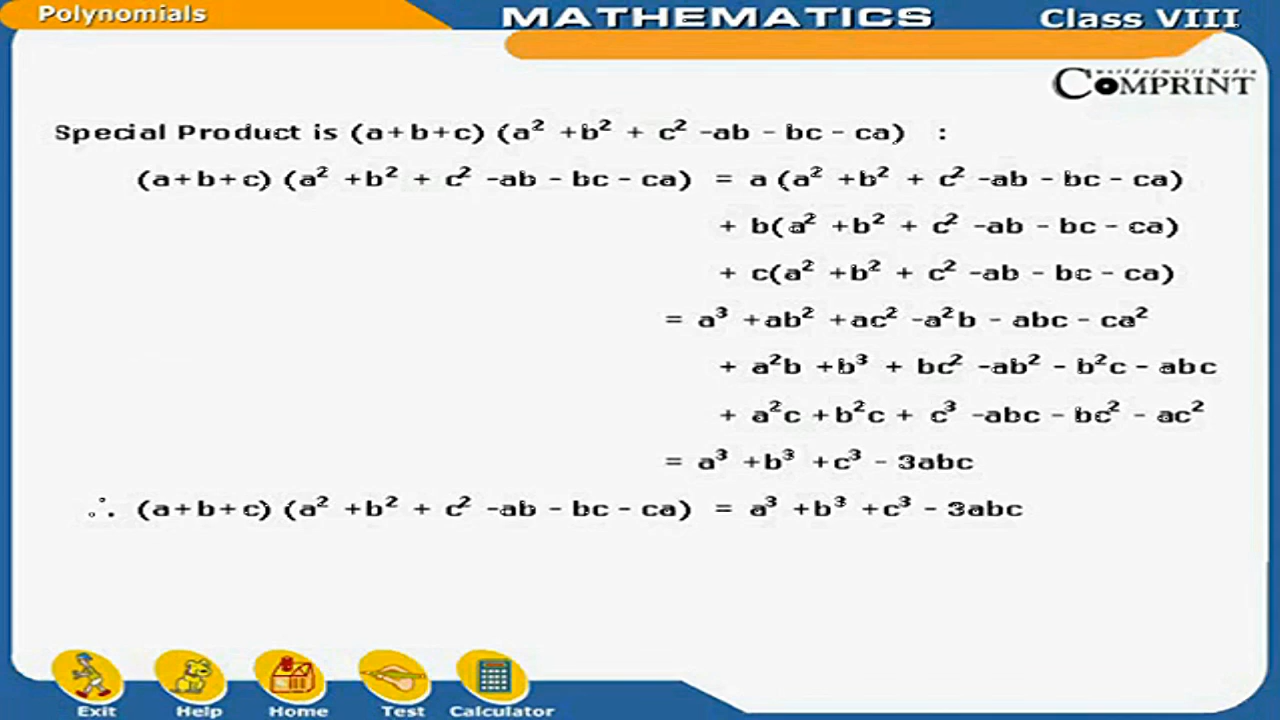 Polynomials
MATHEMATICS
Class VIII
worldofmulti Media
COMPRINT
Special Product is (a+b+c) (a² +b² + c² -ab - bc - ca) :
(a+b+c) (a² +b² + c² -ab - bc - ca) = a (a² +b² + c² -ab - bc - ca)
+ b(a² +b² + c² -ab - bc - ca)
+ c(a² +b² + c² -ab - bc - ca)
= a³ +ab² +ac² -a²b - abc - ca²
+ a²b +b³ + bc² -ab² - b²c - abc
+ a²c +b²c + c³ -abc - bc² - ac²
= a³ +b³ +c³ - 3abc
∴ (a+b+c) (a² +b² + c² -ab - bc - ca) = a³ +b³ +c³ - 3abc
Exit Help Home Test Calculator